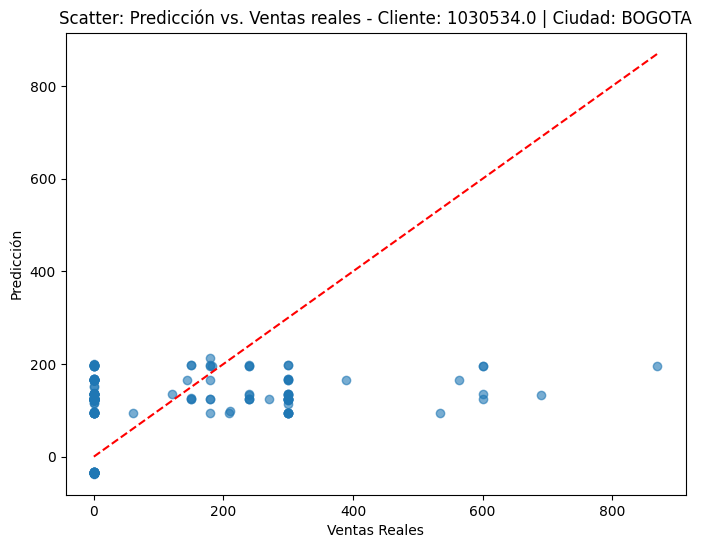 Scatter: Predicción vs. Ventas reales - Cliente: 1030534.0 | Ciudad: BOGOTA
800
600
400
200
0
Predicción
0 200 400 600 800
Ventas Reales